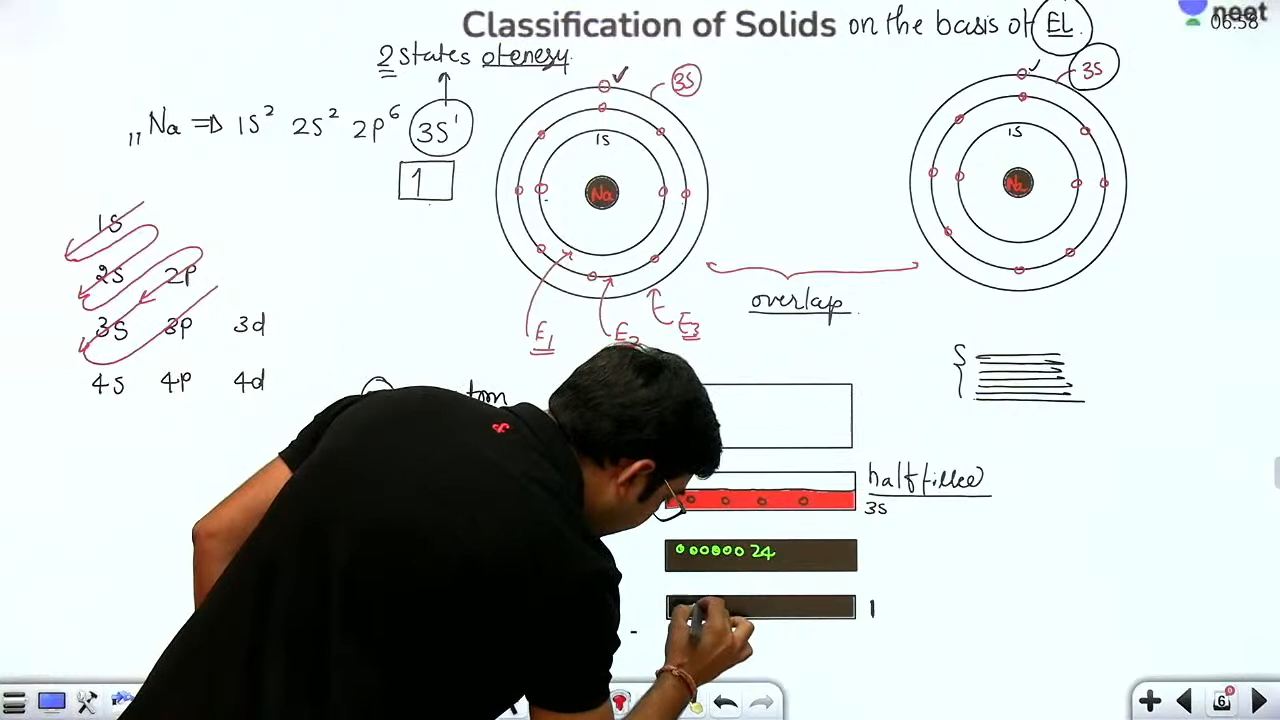 Classification of Solids on the basis of EL.
neet
06:58
2 states of energy
11Na ⇒ 1S² 2S² 2P⁶ 3S¹
1
3S
1S
Na
3S
1S
Na
1S
2S 2P
3S 3P 3d
4S 4P 4d
E1
E2
E3
overlap
half filled
3s
24
6